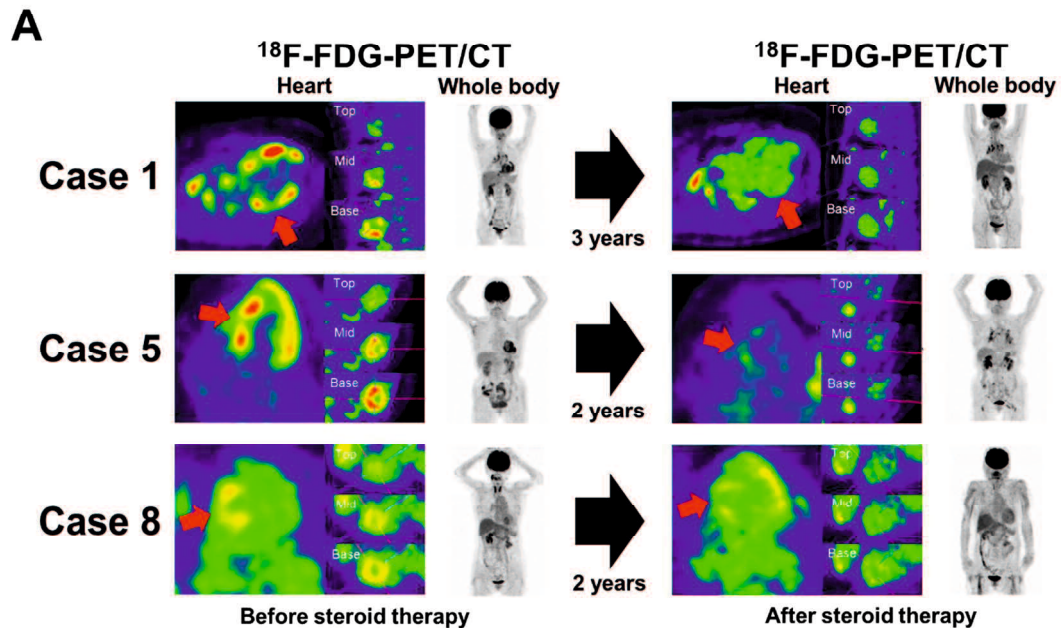 A
18F-FDG-PET/CT 18F-FDG-PET/CT
Heart Whole body Heart Whole body
Case 1
Top
Mid
Base
3 years
Top
Mid
Base
Case 5
Top
Mid
Base
2 years
Top
Mid
Base
Case 8
Top
Mid
Base
2 years
Top
Mid
Base
Before steroid therapy After steroid therapy